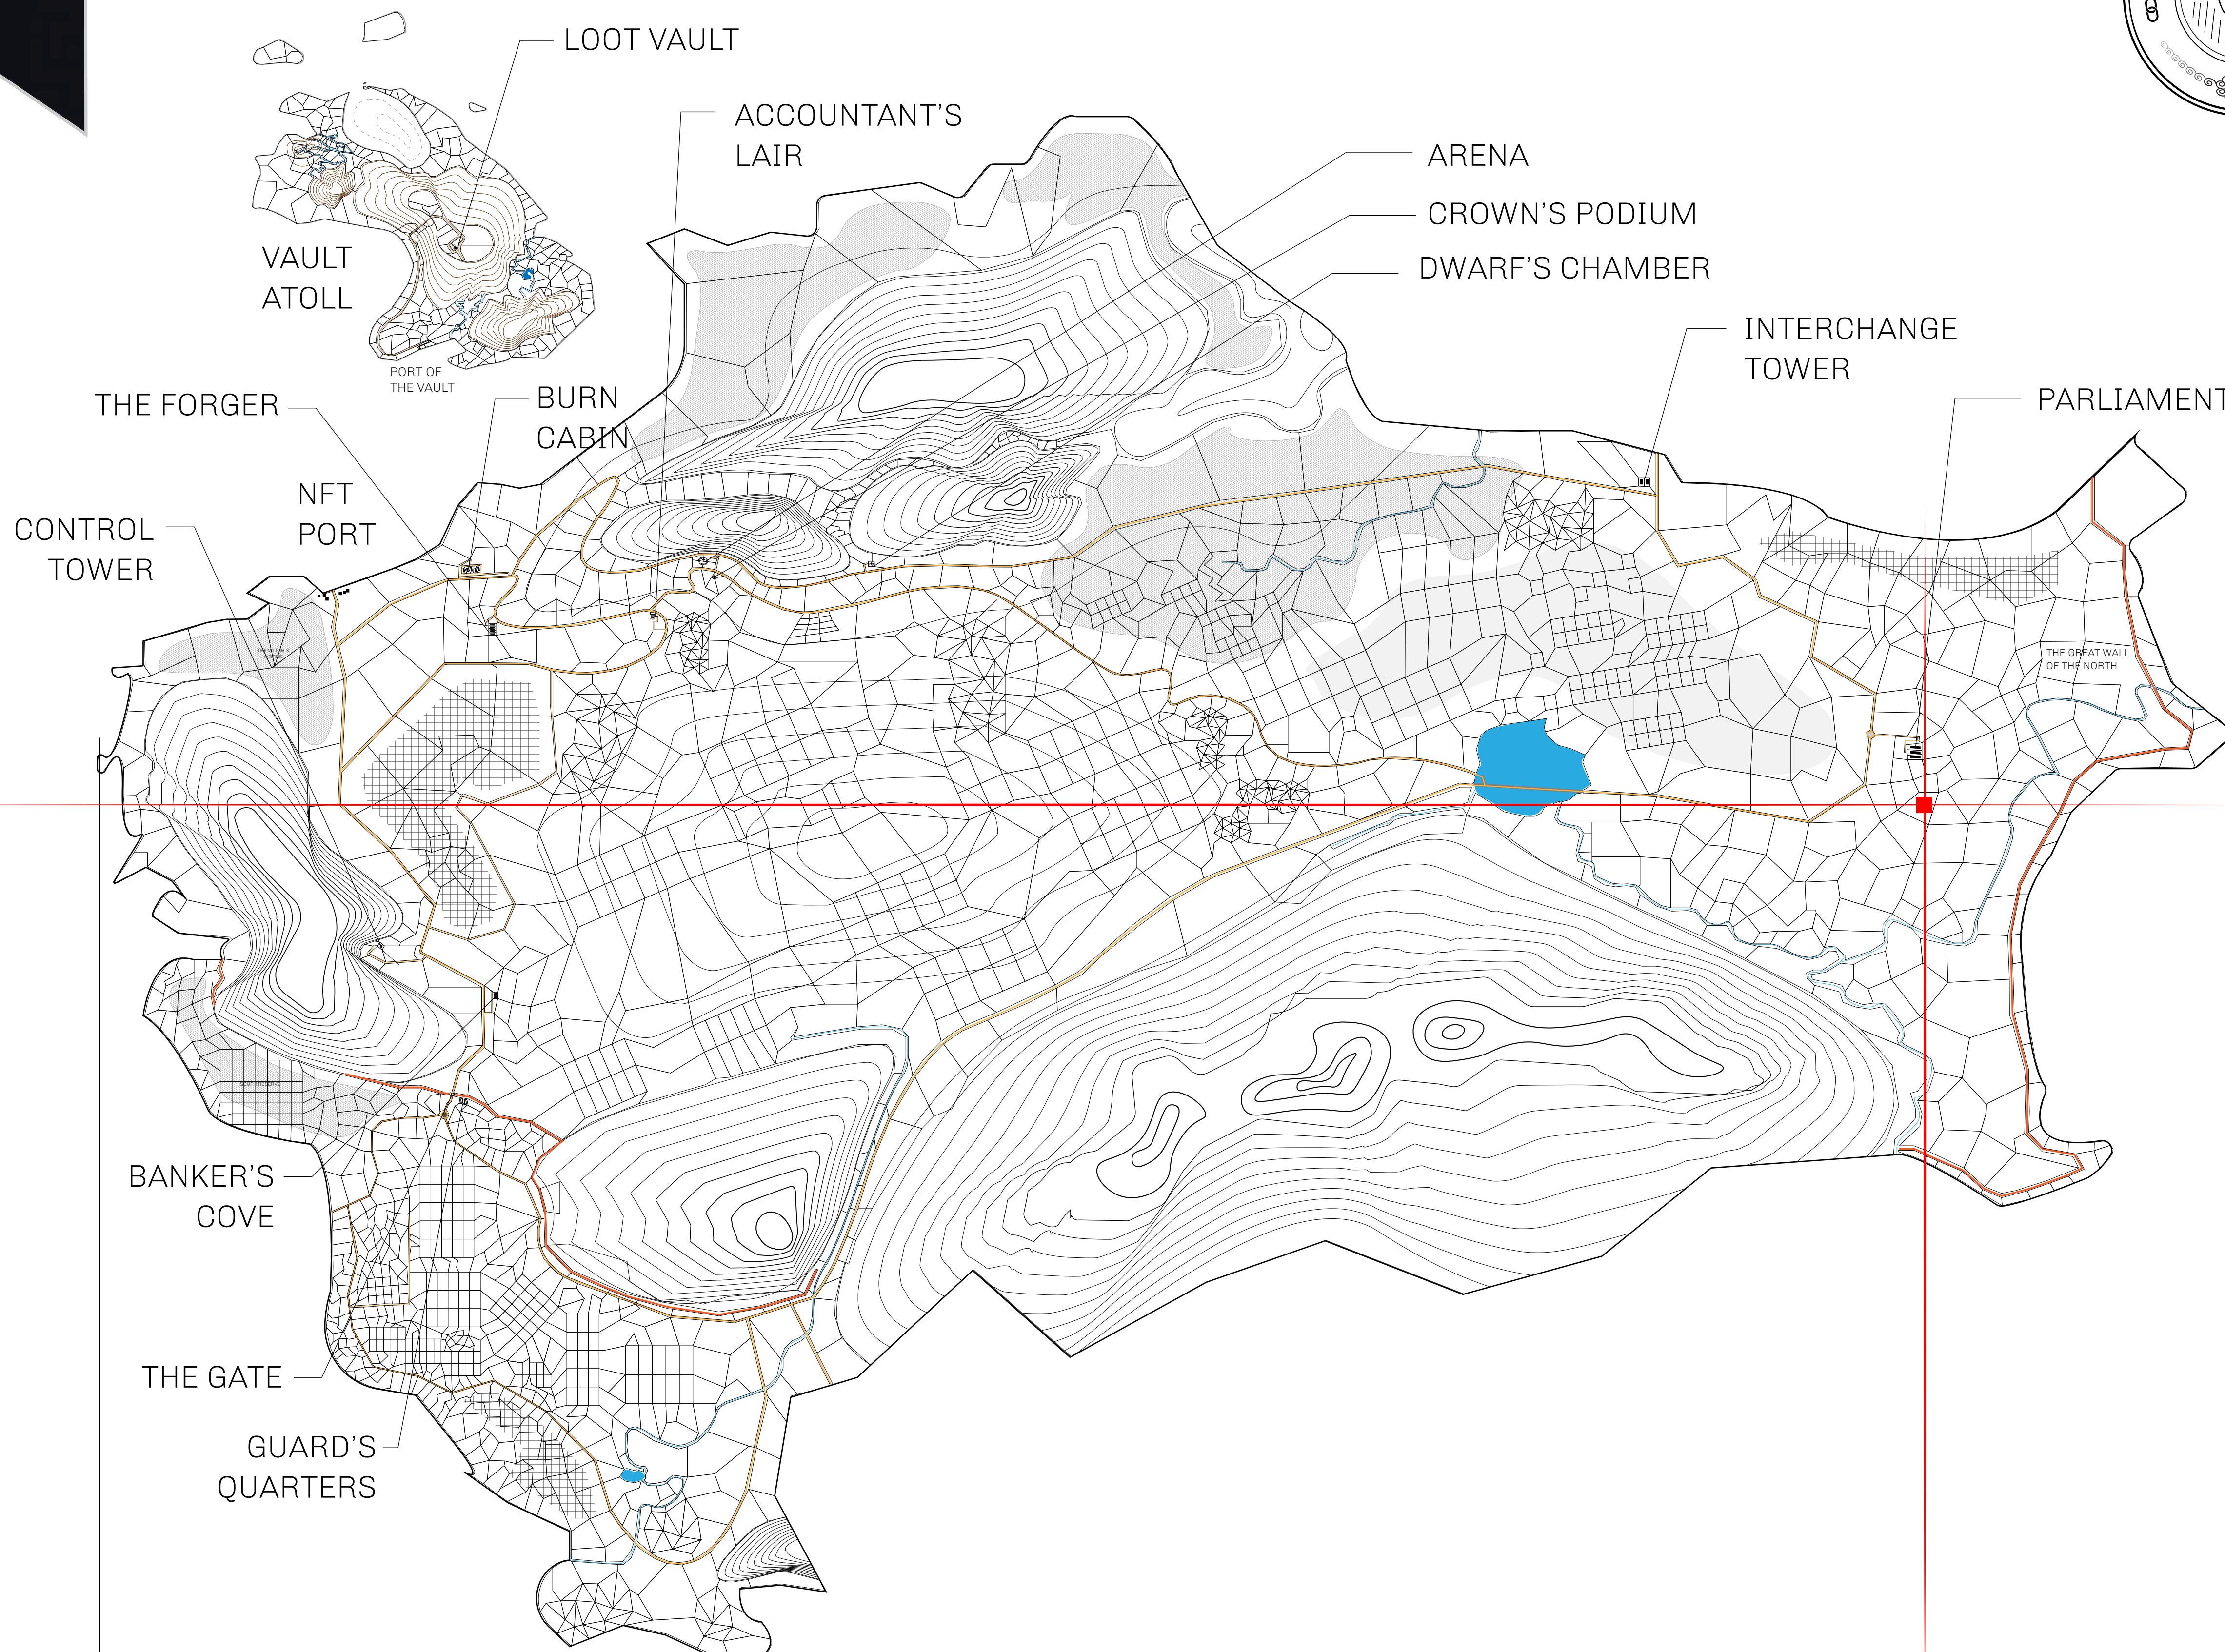 LOOT VAULT
ACCOUNTANT'S
LAIR
ARENA
CROWN'S PODIUM
DWARF'S CHAMBER
VAULT
ATOLL
INTERCHANGE
TOWER
PORT OF
THE VAULT
THE FORGER
BURN
CABIN
PARLIAMENT
NFT
PORT
CONTROL
TOWER
THE GREAT WALL
OF THE NORTH
SOUTH RESERVE
BANKER'S
COVE
THE GATE
GUARD'S
QUARTERS